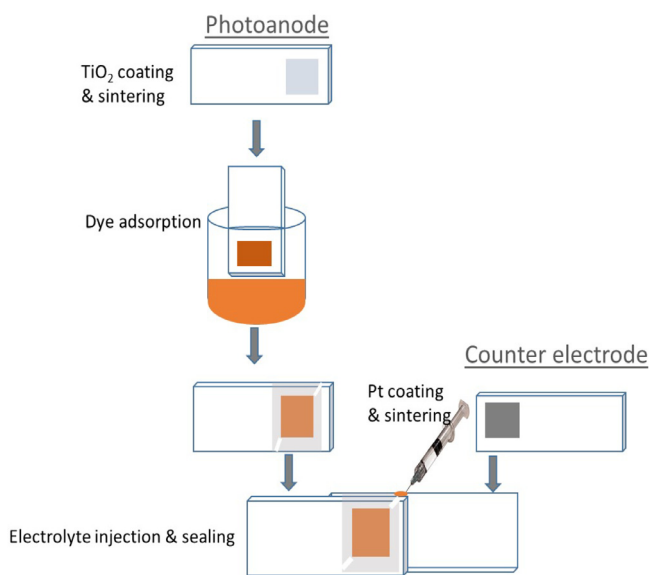 Photoanode
TiO₂ coating
& sintering
Dye adsorption
Counter electrode
Pt coating
& sintering
Electrolyte injection & sealing